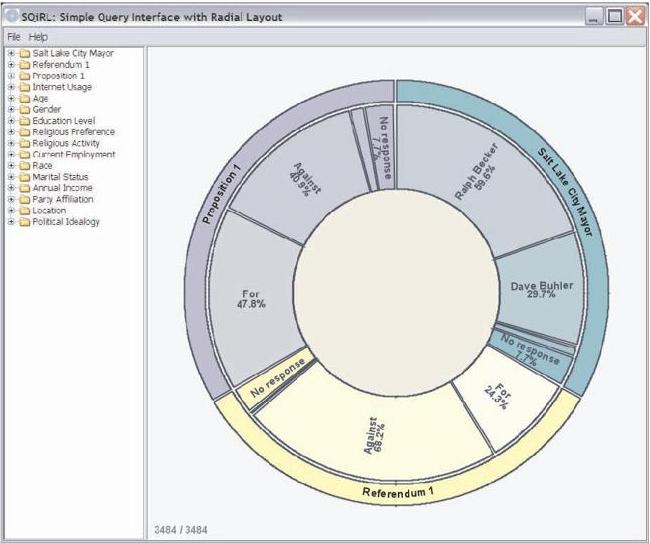 SQiRL: Simple Query Interface with Radial Layout
File Help
Salt Lake City Mayor
Referendum 1
Proposition 1
Internet Usage
Age
Gender
Education Level
Religious Preference
Religious Activity
Current Employment
Race
Marital Status
Annual Income
Party Affiliation
Location
Political Idealogy
Proposition 1
Against
40.9%
No response
7.7%
Ralph Becker
59.6%
Salt Lake City Mayor
For
47.8%
Dave Buhler
29.7%
No response
7.7%
No response
For
24.3%
Against
68.2%
Referendum 1
3484 / 3484